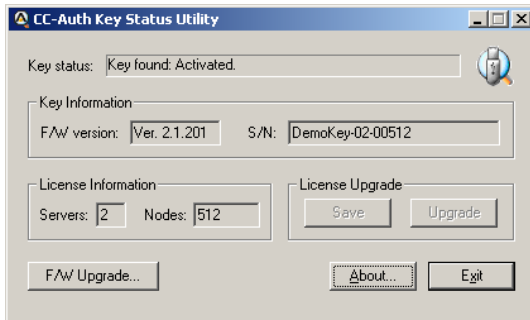 CC-Auth Key Status Utility
Key status: Key found: Activated.
Key Information
F/W version: Ver. 2.1.201 S/N: DemoKey-02-00512
License Information License Upgrade
Servers: 2 Nodes: 512 Save Upgrade
F/W Upgrade... About... Exit